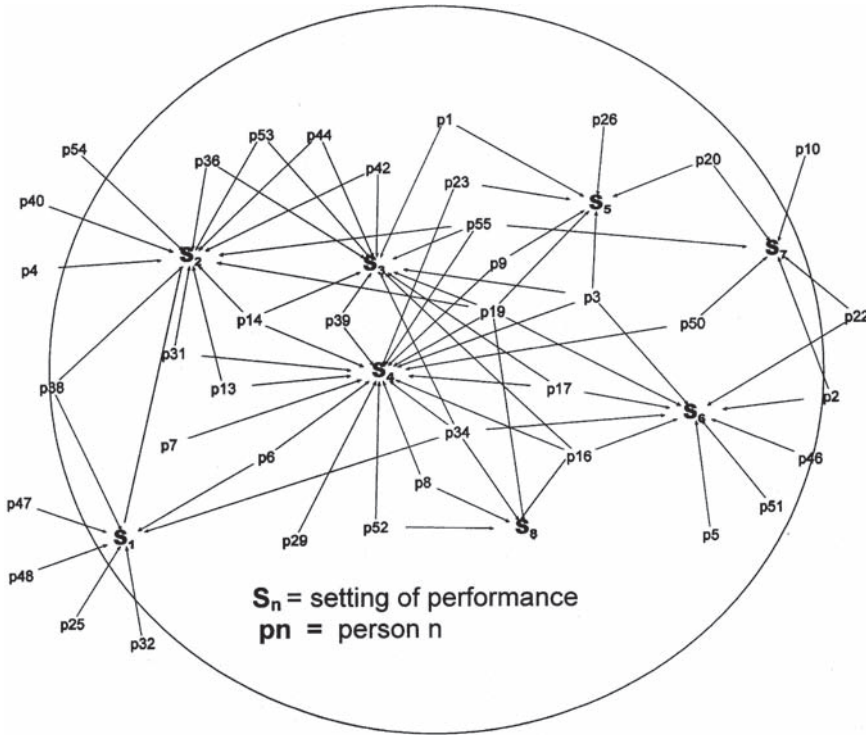 p1
p26
p53
p44
p54
p36
p42
p20
p10
p23
p40
S5
p55
S2
S3
S7
p4
p9
p3
p19
p14
p39
p50
p22
p31
S4
p38
p13
p17
p2
S6
p7
p34
p6
p16
p46
p8
p47
p51
p52
S8
p5
S1
p29
p48
Sn = setting of performance
p25
pn = person n
p32